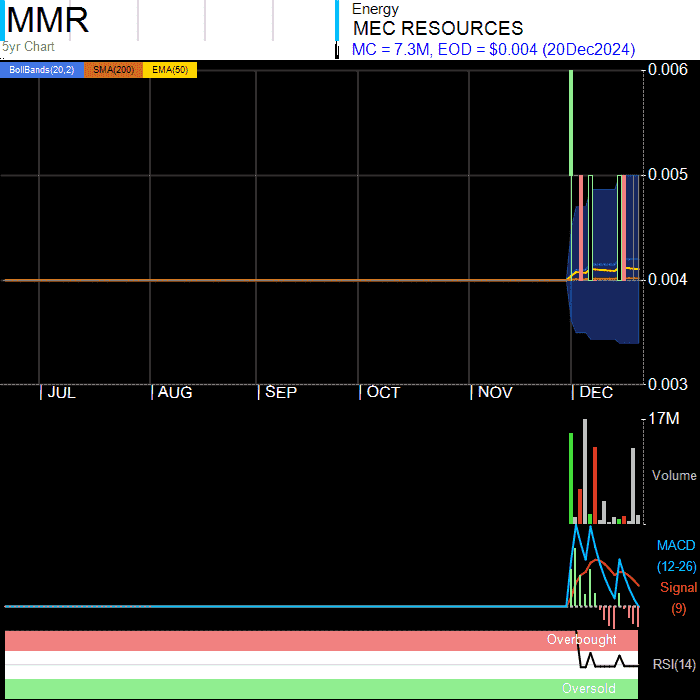 MMR
5yr Chart
Energy
MEC RESOURCES
MC = 7.3M, EOD = $0.004 (20Dec2024)
BollBands(20,2) SMA(200) EMA(50)
0.006
0.005
0.004
0.003
JUL AUG SEP OCT NOV DEC
17M
Volume
MACD
(12-26)
Signal
(9)
Overbought
RSI(14)
Oversold